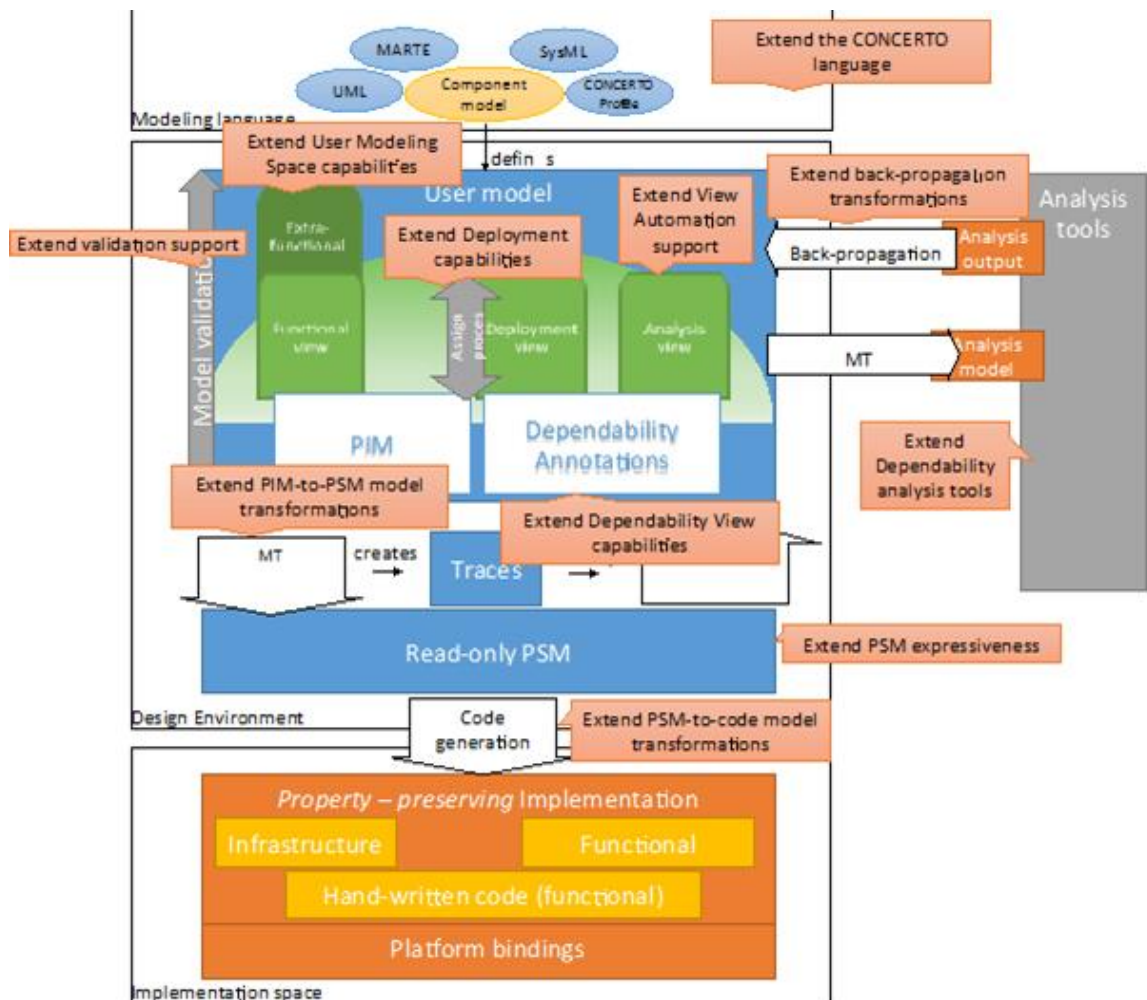 MARTE
SysML
UML
Component
model
CONCERTO
Profile
Extend the CONCERTO
language
Modeling language
Extend User Modeling
Space capabilities
defin s
User model
Extend back-propagation
transformations
Analysis
tools
Extend validation support
Extra-
functional
Extend Deployment
capabilities
Extend View
Automation
support
Back-propagation
Analysis
output
Model validation
Functional
view
Assign
Deployment
view
Analysis
view
MT
Analysis
model
PIM
Dependability
Annotations
Extend
Dependability
analysis tools
Extend PIM-to-PSM model
transformations
Extend Dependability View
capabilities
MT
creates
Traces
Read-only PSM
Extend PSM expressiveness
Design Environment
Code
generation
Extend PSM-to-code model
transformations
Property – preserving Implementation
Infrastructure
Functional
Hand-written code (functional)
Platform bindings
Implementation space